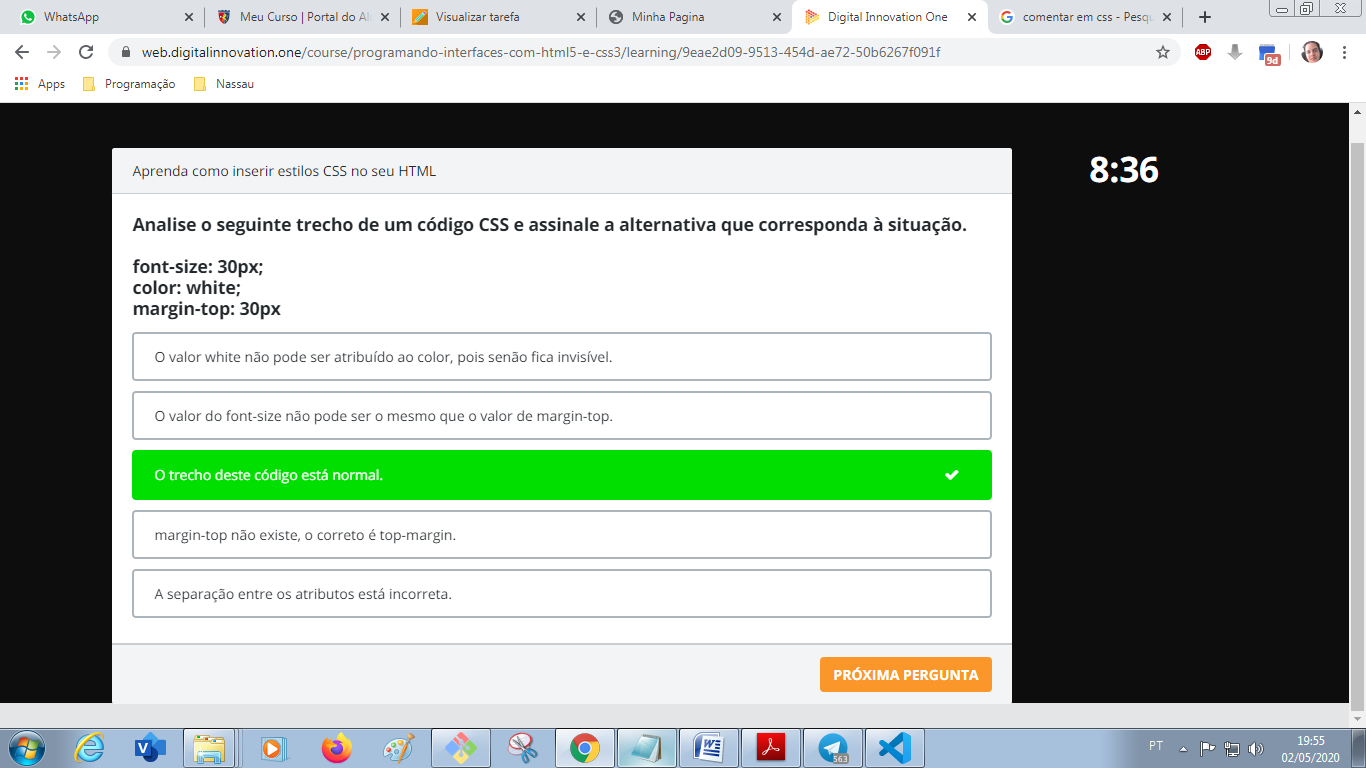 WhatsApp
Meu Curso | Portal do Al
Visualizar tarefa
Minha Pagina
Digital Innovation One
comentar em css - Pesqu
web.digitalinnovation.one/course/programando-interfaces-com-html5-e-css3/learning/9eae2d09-9513-454d-ae72-50b6267f091f
ABP
9d
Apps
Programação
Nassau
Aprenda como inserir estilos CSS no seu HTML
8:36
Analise o seguinte trecho de um código CSS e assinale a alternativa que corresponda à situação.
font-size: 30px;
color: white;
margin-top: 30px
O valor white não pode ser atribuído ao color, pois senão fica invisível.
O valor do font-size não pode ser o mesmo que o valor de margin-top.
O trecho deste código está normal.
margin-top não existe, o correto é top-margin.
A separação entre os atributos está incorreta.
PRÓXIMA PERGUNTA
563
PT
19:55
02/05/2020